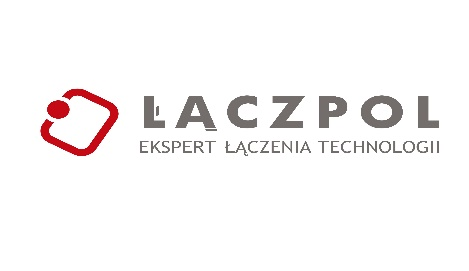 ŁĄCZPOL
EKSPERT ŁĄCZENIA TECHNOLOGII